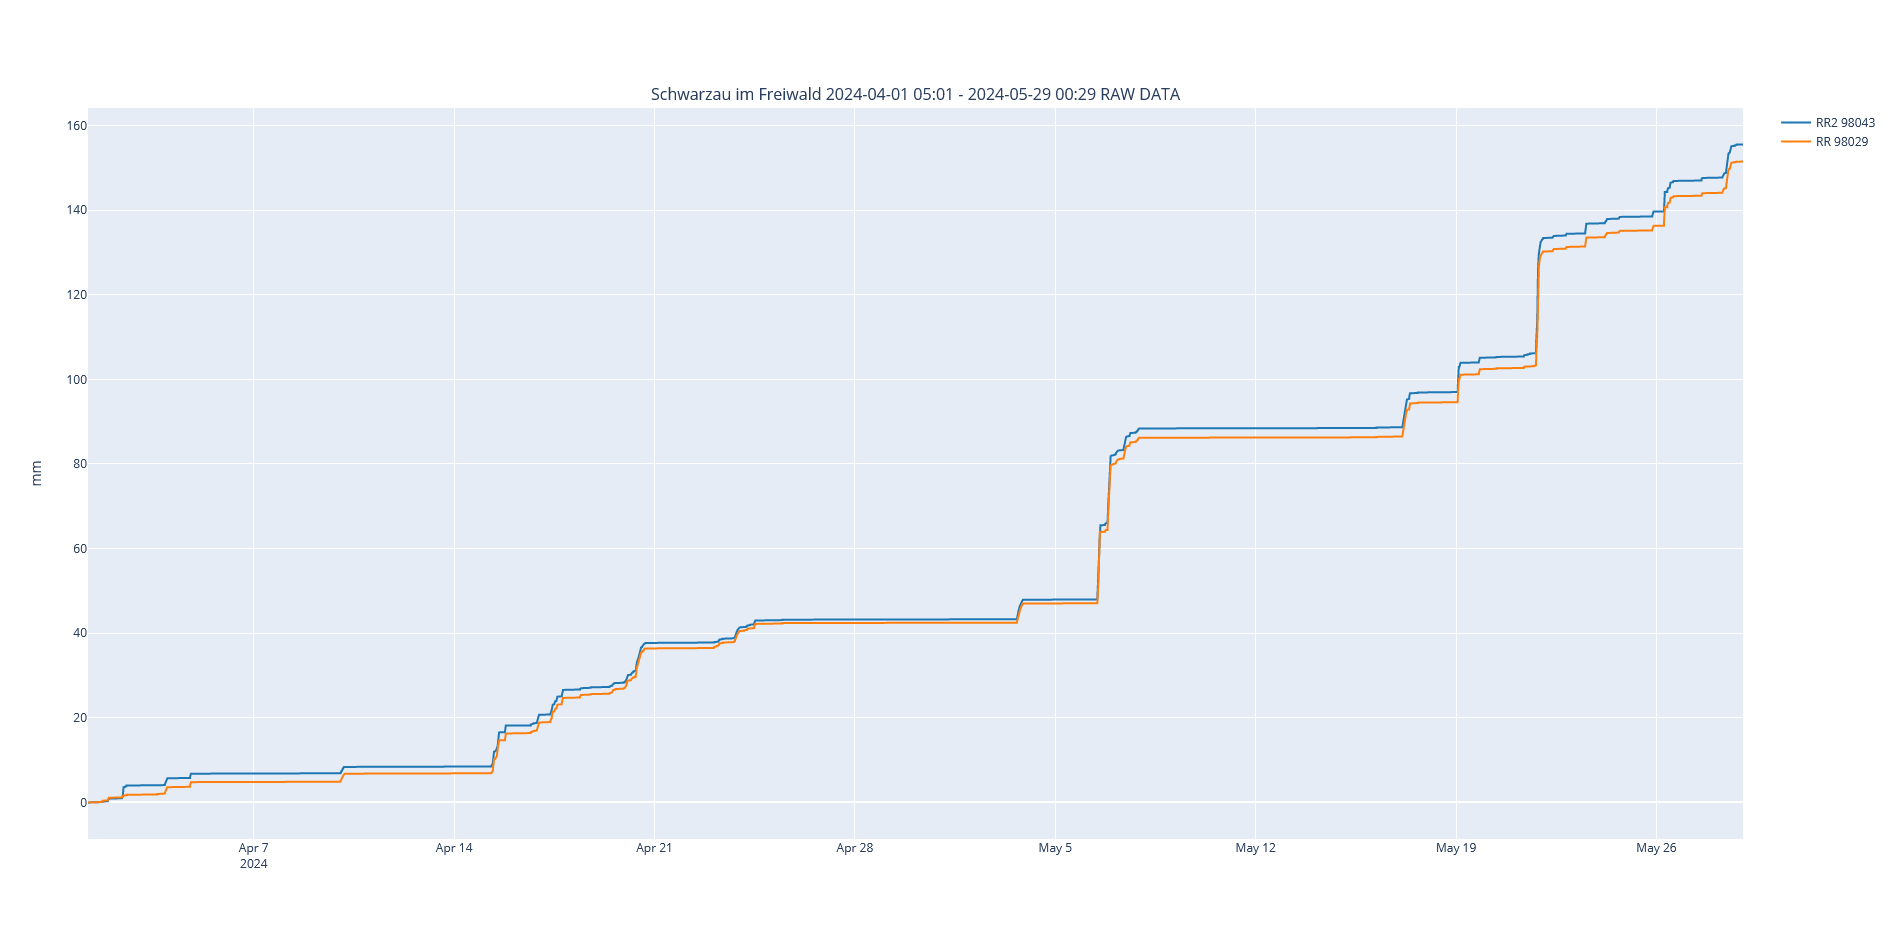 Schwarzau im Freiwald 2024-04-01 05:01 - 2024-05-29 00:29 RAW DATA
RR2 98043
RR 98029
160
140
120
100
80
60
40
20
0
mm
Apr 7
2024
Apr 14
Apr 21
Apr 28
May 5
May 12
May 19
May 26